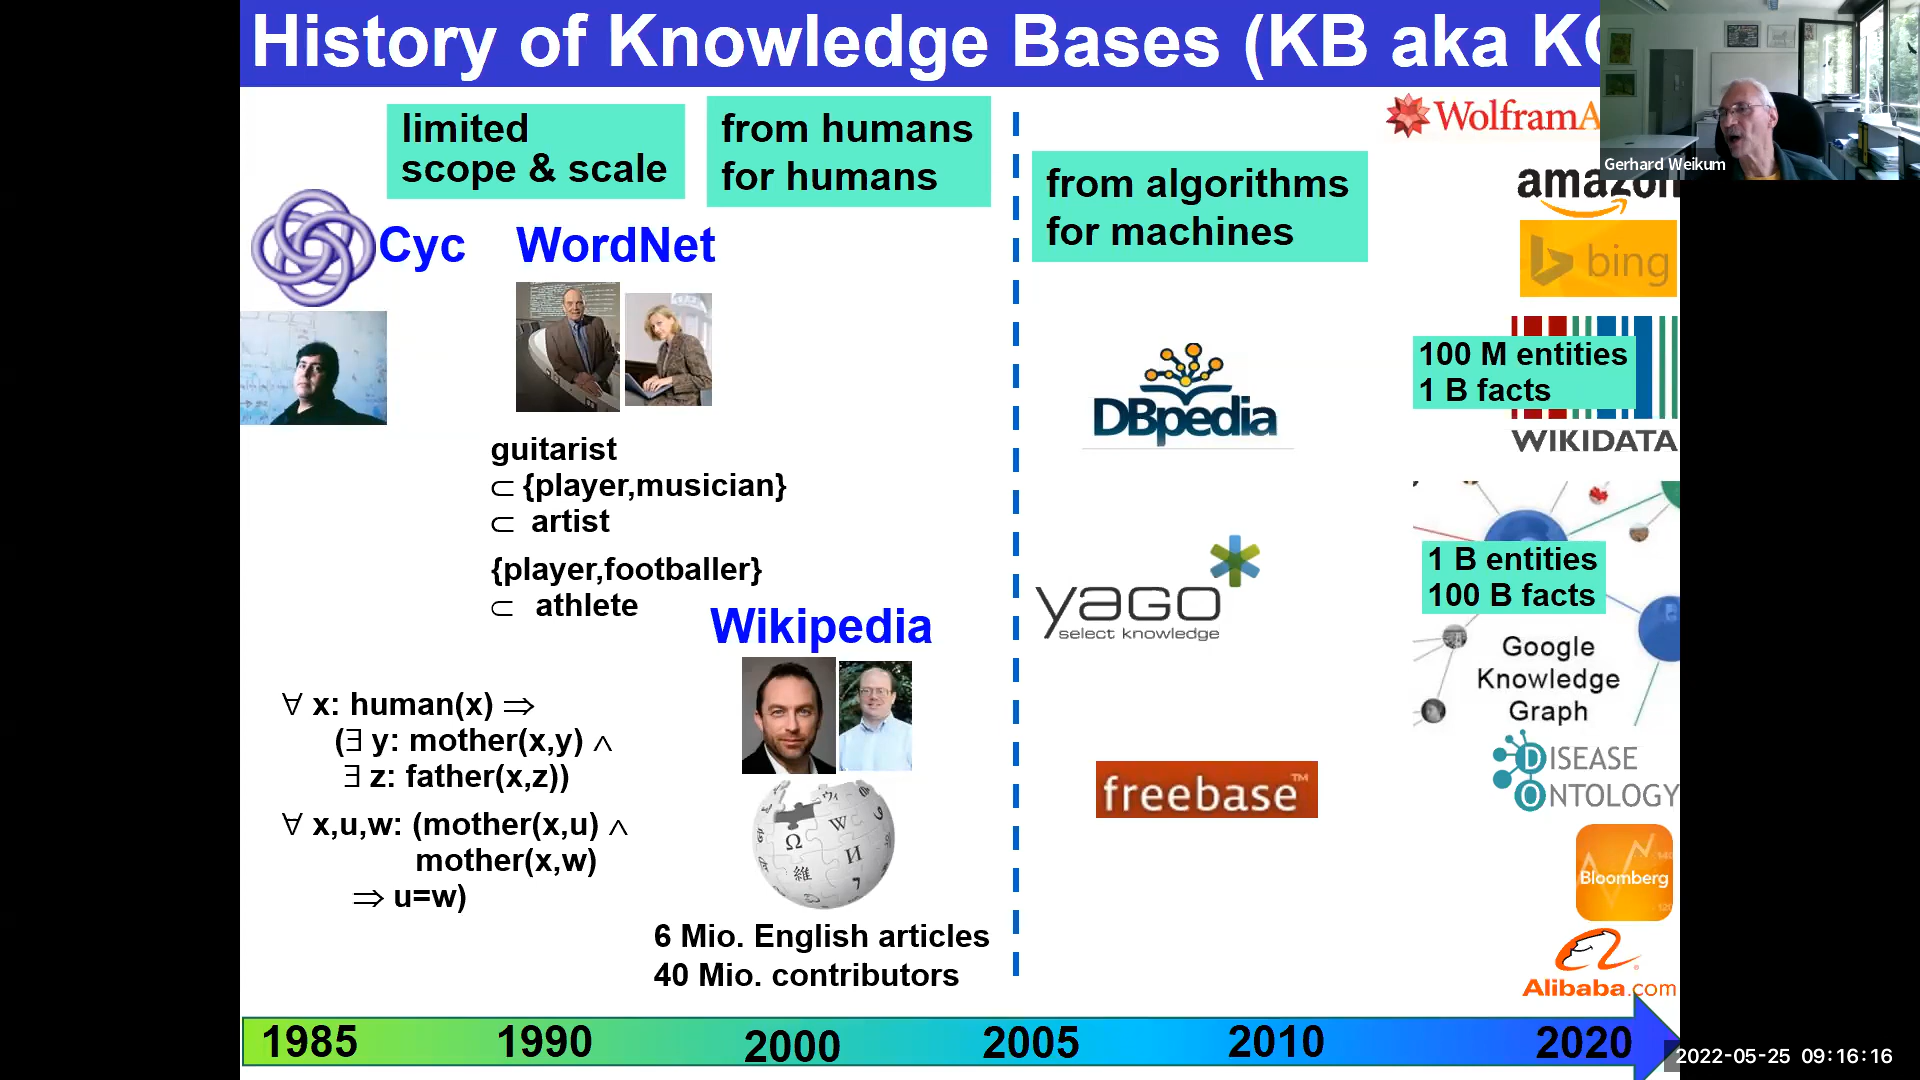 History of Knowledge Bases (KB aka KG
limited
scope & scale
from humans
for humans
from algorithms
for machines
WolframA
Gerhard Weikum
amazon
bing
Cyc
WordNet
100 M entities
1 B facts
WIKIDATA
DBpedia
guitarist
⊂ {player,musician}
⊂ artist
{player,footballer}
⊂ athlete
yago
select knowledge
1 B entities
100 B facts
Google
Knowledge
Graph
Wikipedia
∀ x: human(x) ⇒
(∃ y: mother(x,y) ∧
∃ z: father(x,z))
∀ x,u,w: (mother(x,u) ∧
mother(x,w)
⇒ u=w)
DISEASE
ONTOLOGY
freebase™
Ω W И 維
Bloomberg
6 Mio. English articles
40 Mio. contributors
Alibaba.com
1985 1990 2000 2005 2010 2020
2022-05-25 09:16:16